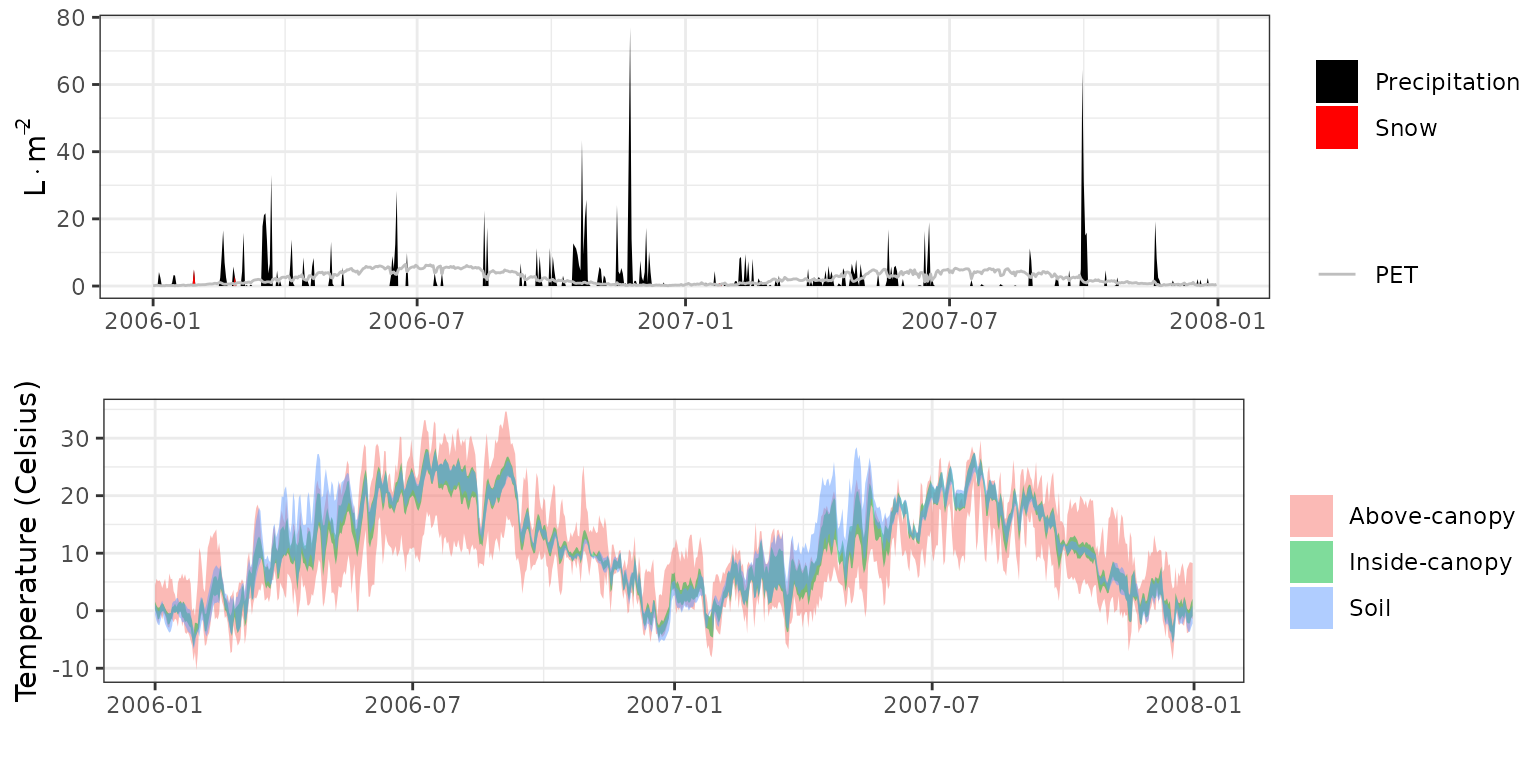 80
60
40
20
0
L · m⁻²
2006-01
2006-07
2007-01
2007-07
2008-01
Precipitation
Snow
PET
Temperature (Celsius)
30
20
10
0
-10
2006-01
2006-07
2007-01
2007-07
2008-01
Above-canopy
Inside-canopy
Soil